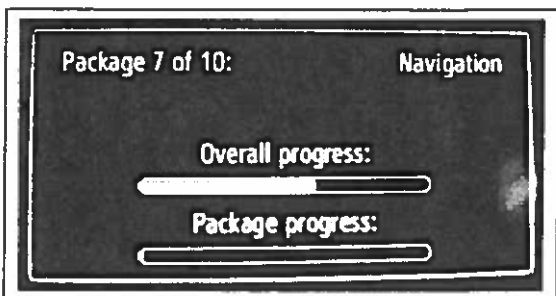 Package 7 of 10: Navigation
Overall progress:
Package progress: